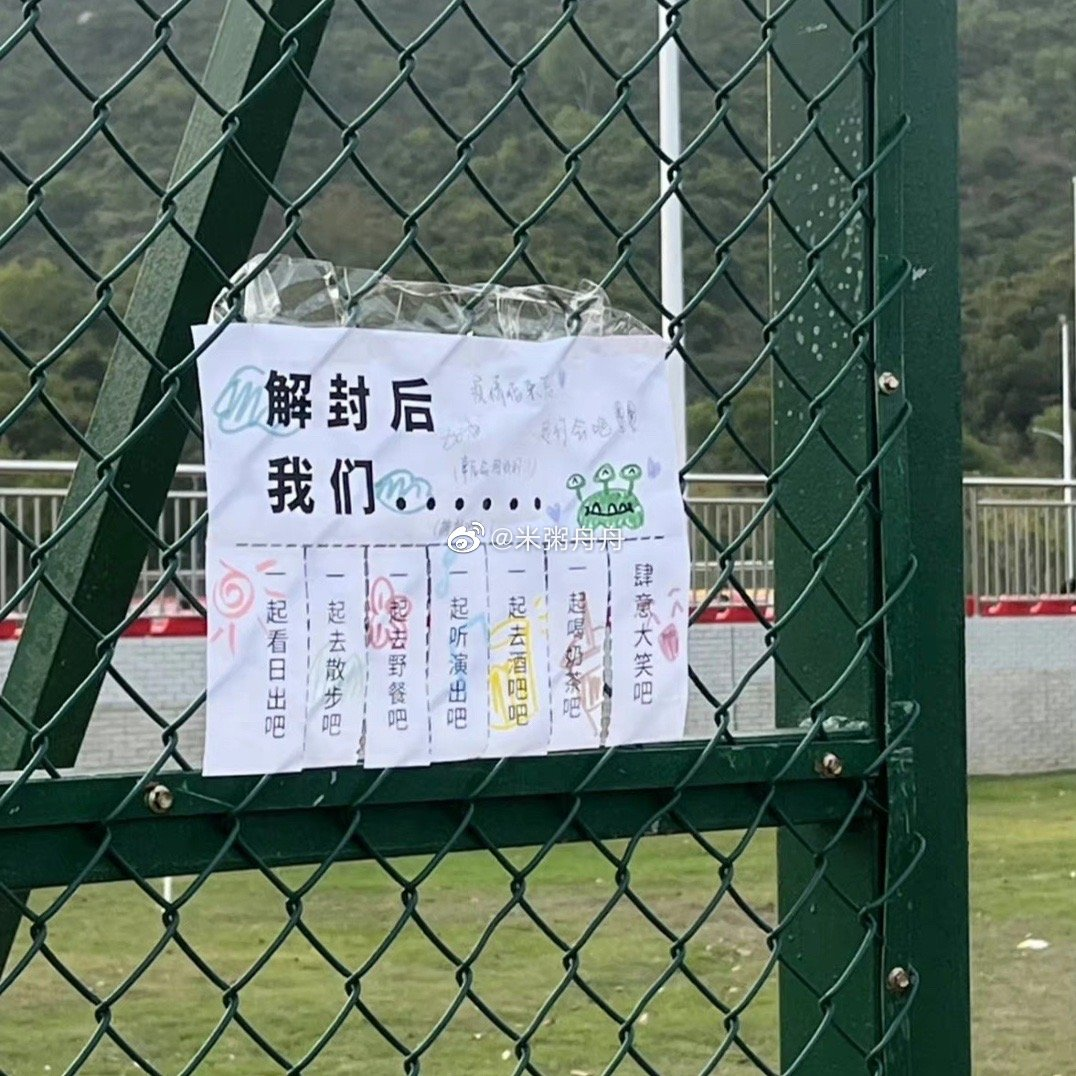 解封后
我们......
@米粥舟舟
一起看日出吧
一起去散步吧
一起去野餐吧
一起听演出吧
一起去酒吧吧
一起喝奶茶吧
肆意大笑吧